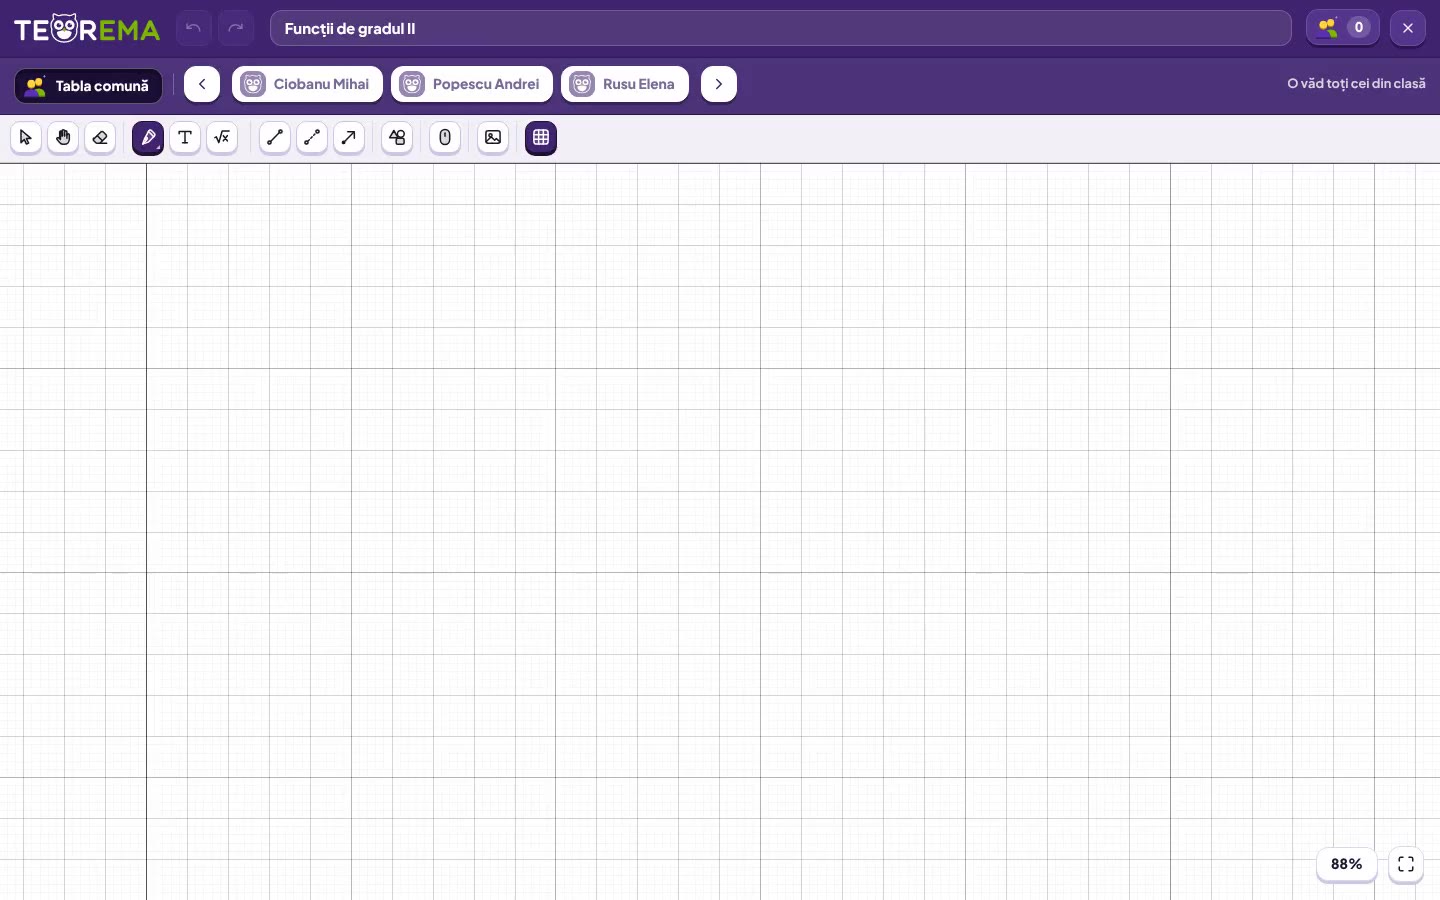 TEOREMA
Funcții de gradul II
0
Tabla comună
Ciobanu Mihai
Popescu Andrei
Rusu Elena
O văd toți cei din clasă
T
√x
88%